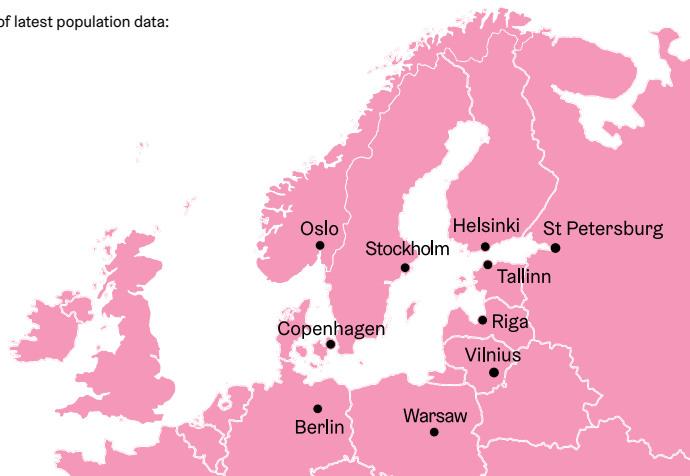 of latest population data:
Oslo
Helsinki
St Petersburg
Stockholm
Tallinn
Riga
Copenhagen
Vilnius
Warsaw
Berlin